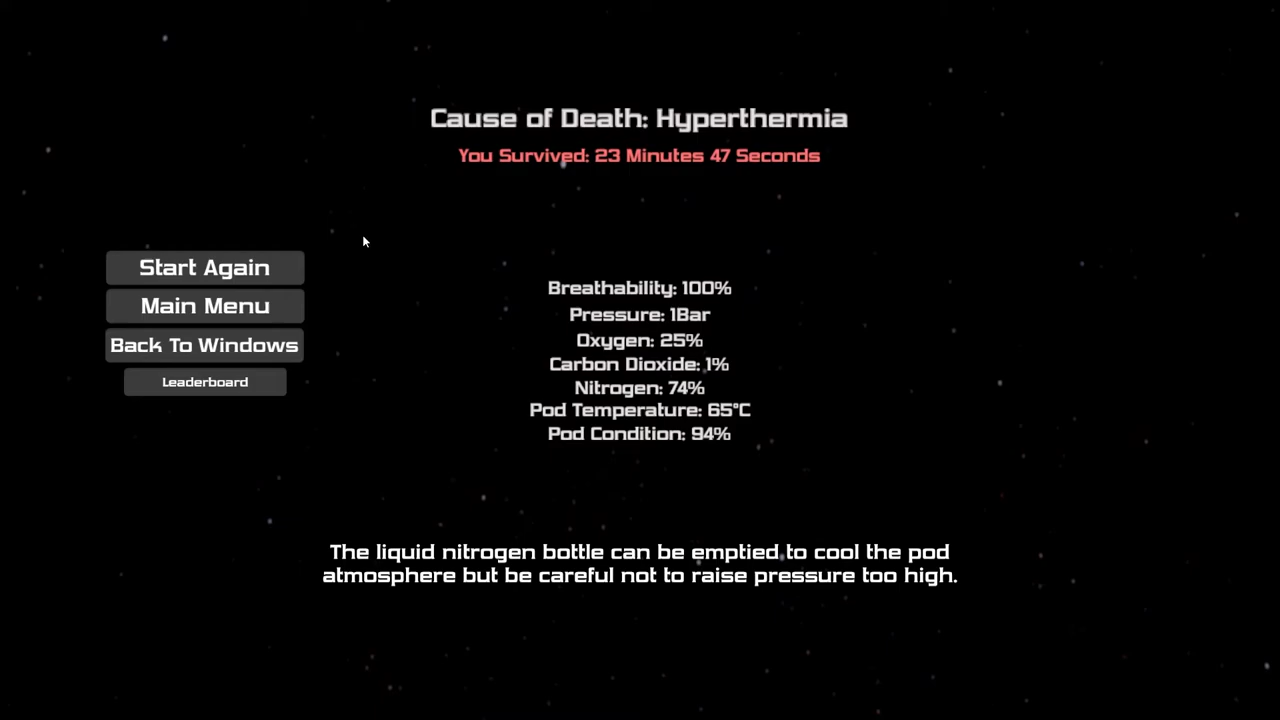 Cause of Death: Hyperthermia
You Survived: 23 Minutes 47 Seconds
Start Again
Main Menu
Back To Windows
Leaderboard
Breathability: 100%
Pressure: 1Bar
Oxygen: 25%
Carbon Dioxide: 1%
Nitrogen: 74%
Pod Temperature: 65°C
Pod Condition: 94%
The liquid nitrogen bottle can be emptied to cool the pod
atmosphere but be careful not to raise pressure too high.